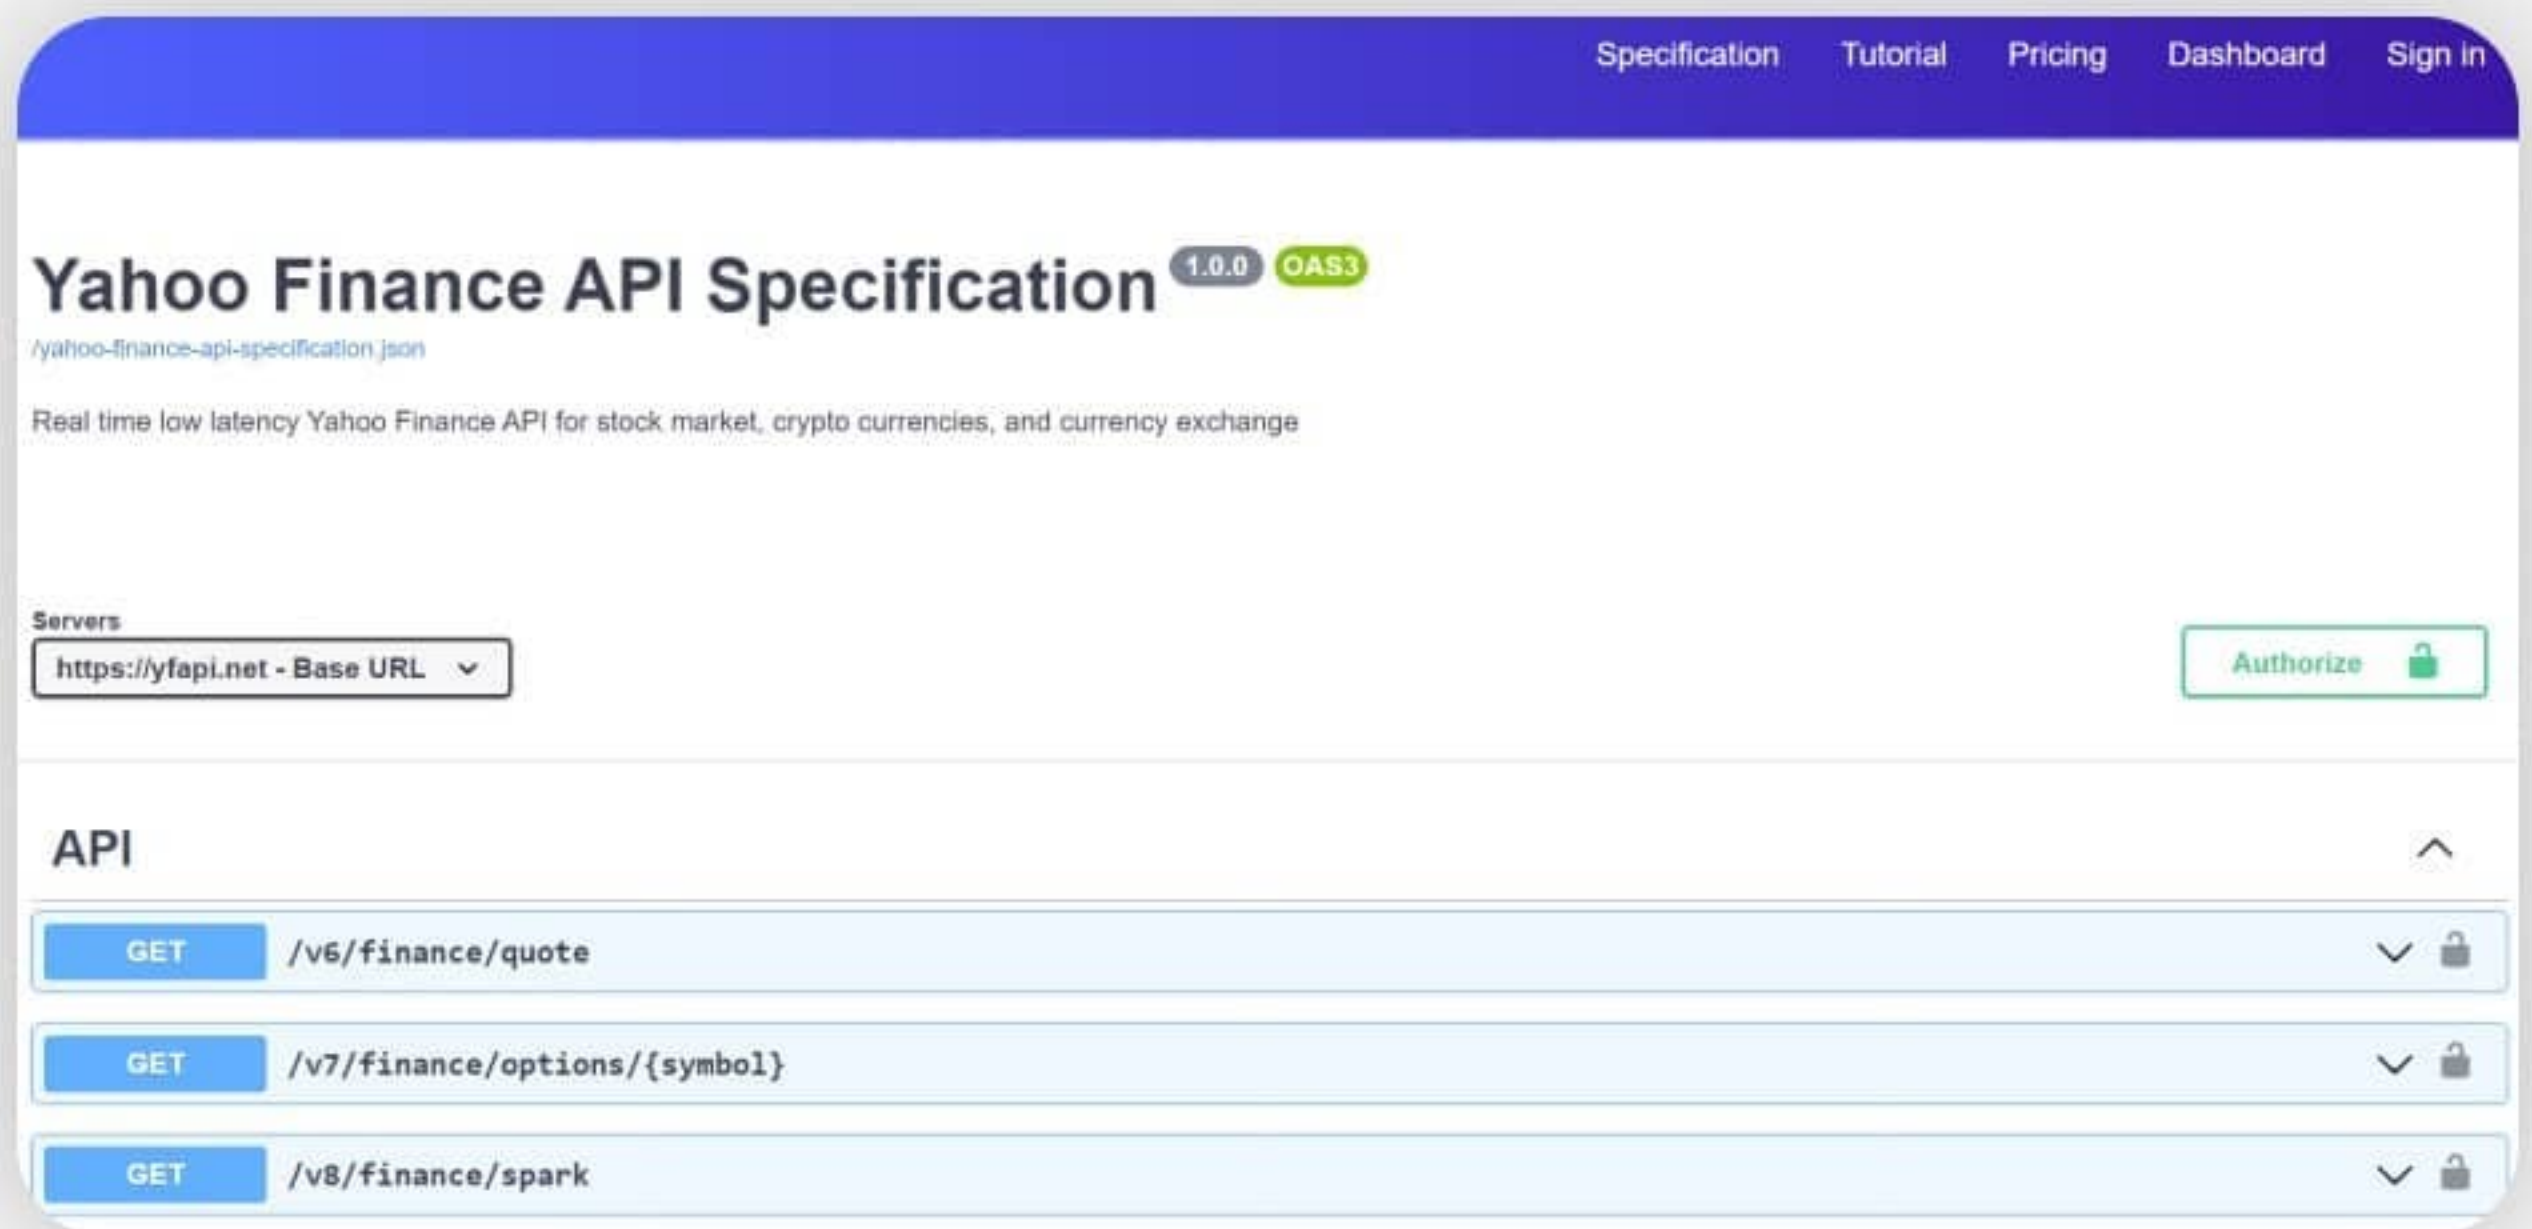 Specification Tutorial Pricing Dashboard Sign in
Yahoo Finance API Specification 1.0.0 OAS3
/yahoo-finance-api-specification.json
Real time low latency Yahoo Finance API for stock market, crypto currencies, and currency exchange
Servers
https://yfapi.net - Base URL
Authorize
API
GET /v6/finance/quote
GET /v7/finance/options/{symbol}
GET /v8/finance/spark